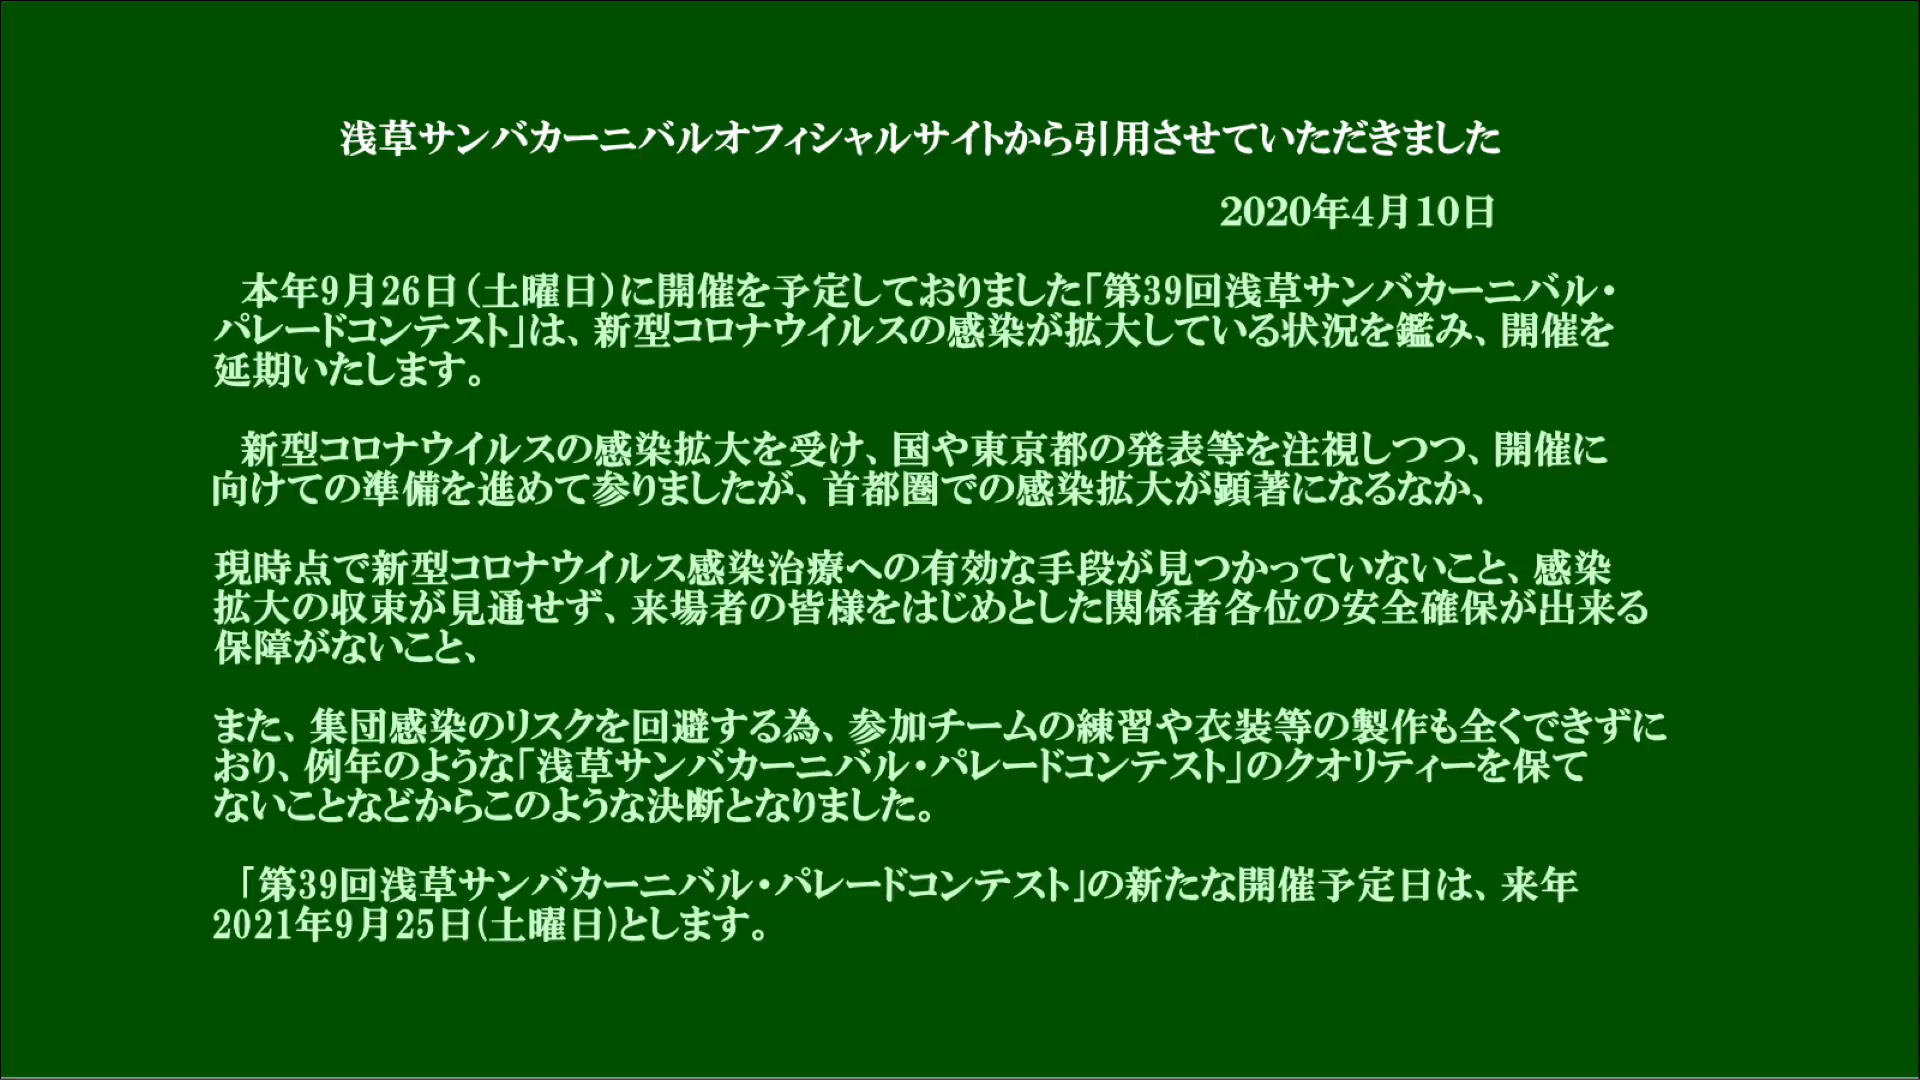 浅草サンバカーニバルオフィシャルサイトから引用させていただきました
2020年4月10日
本年9月26日（土曜日）に開催を予定しておりました「第39回浅草サンバカーニバル・
パレードコンテスト」は、新型コロナウイルスの感染が拡大している状況を鑑み、開催を
延期いたします。
新型コロナウイルスの感染拡大を受け、国や東京都の発表等を注視しつつ、開催に
向けての準備を進めて参りましたが、首都圏での感染拡大が顕著になるなか、
現時点で新型コロナウイルス感染治療への有効な手段が見つかっていないこと、感染
拡大の収束が見通せず、来場者の皆様をはじめとした関係者各位の安全確保が出来る
保障がないこと、
また、集団感染のリスクを回避する為、参加チームの練習や衣装等の製作も全くできずに
おり、例年のような「浅草サンバカーニバル・パレードコンテスト」のクオリティーを保て
ないことなどからこのような決断となりました。
「第39回浅草サンバカーニバル・パレードコンテスト」の新たな開催予定日は、来年
2021年9月25日(土曜日)とします。